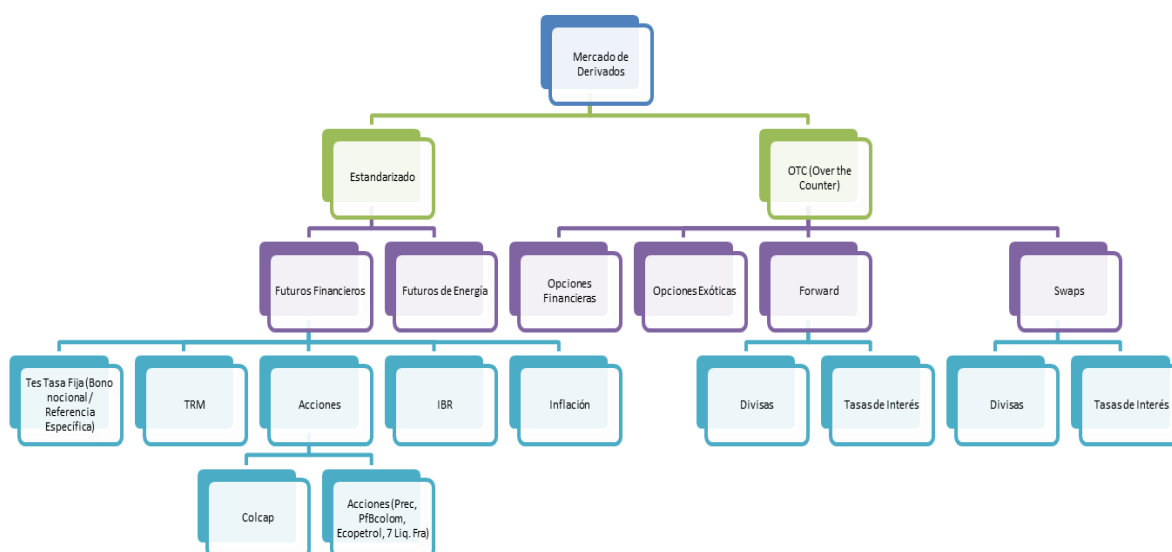 Mercado de
Derivados
Estandarizado
OTC (Over the
Counter)
Futuros Financieros
Futuros de Energía
Opciones
Financieras
Opciones Exóticas
Forward
Swaps
Tes Tasa Fija (Bono
nocional /
Referencia
Específica)
TRM
Acciones
IBR
Inflación
Divisas
Tasas de Interés
Divisas
Tasas de Interés
Colcap
Acciones (Prec,
PfBcolom,
Ecopetrol, 7 Liq. Fra)